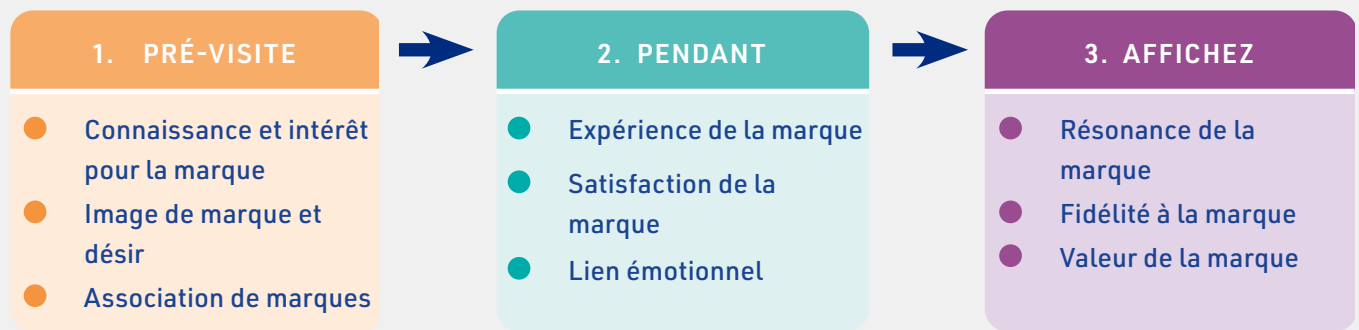 1. PRÉ-VISITE
Connaissance et intérêt
pour la marque
Image de marque et
désir
Association de marques
2. PENDANT
Expérience de la marque
Satisfaction de la
marque
Lien émotionnel
3. AFFICHEZ
Résonance de la
marque
Fidélité à la marque
Valeur de la marque